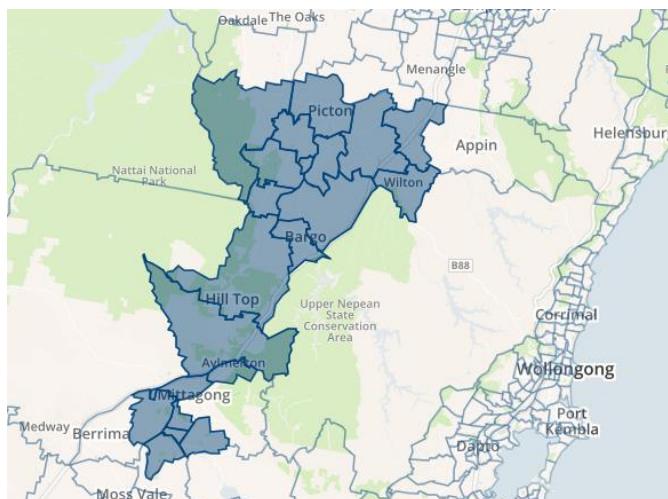 Oakdale
The Oaks
Menangle
Picton
Appin
Helensburg
Nattai National
Park
Wilton
Bargo
B88
Hill Top
Upper Nepean
State
Conservation
Area
Corrimal
Aylmerton
Wollongong
Mittagong
Medway
Berrima
Port
Kembla
Dapto
Moss Vale